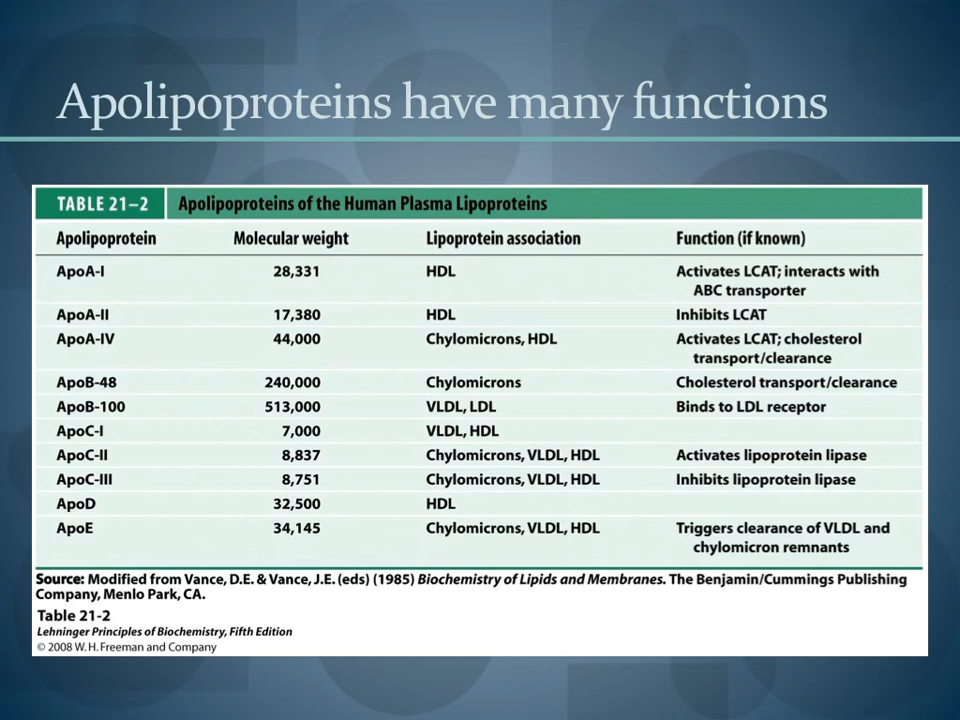 Apolipoproteins have many functions
TABLE 21–2 Apolipoproteins of the Human Plasma Lipoproteins
Apolipoprotein Molecular weight Lipoprotein association Function (if known)
ApoA-I 28,331 HDL Activates LCAT; interacts with
ABC transporter
ApoA-II 17,380 HDL Inhibits LCAT
ApoA-IV 44,000 Chylomicrons, HDL Activates LCAT; cholesterol
transport/clearance
ApoB-48 240,000 Chylomicrons Cholesterol transport/clearance
ApoB-100 513,000 VLDL, LDL Binds to LDL receptor
ApoC-I 7,000 VLDL, HDL
ApoC-II 8,837 Chylomicrons, VLDL, HDL Activates lipoprotein lipase
ApoC-III 8,751 Chylomicrons, VLDL, HDL Inhibits lipoprotein lipase
ApoD 32,500 HDL
ApoE 34,145 Chylomicrons, VLDL, HDL Triggers clearance of VLDL and
chylomicron remnants
Source: Modified from Vance, D.E. & Vance, J.E. (eds) (1985) Biochemistry of Lipids and Membranes. The Benjamin/Cummings Publishing
Company, Menlo Park, CA.
Table 21-2
Lehninger Principles of Biochemistry, Fifth Edition
© 2008 W. H. Freeman and Company